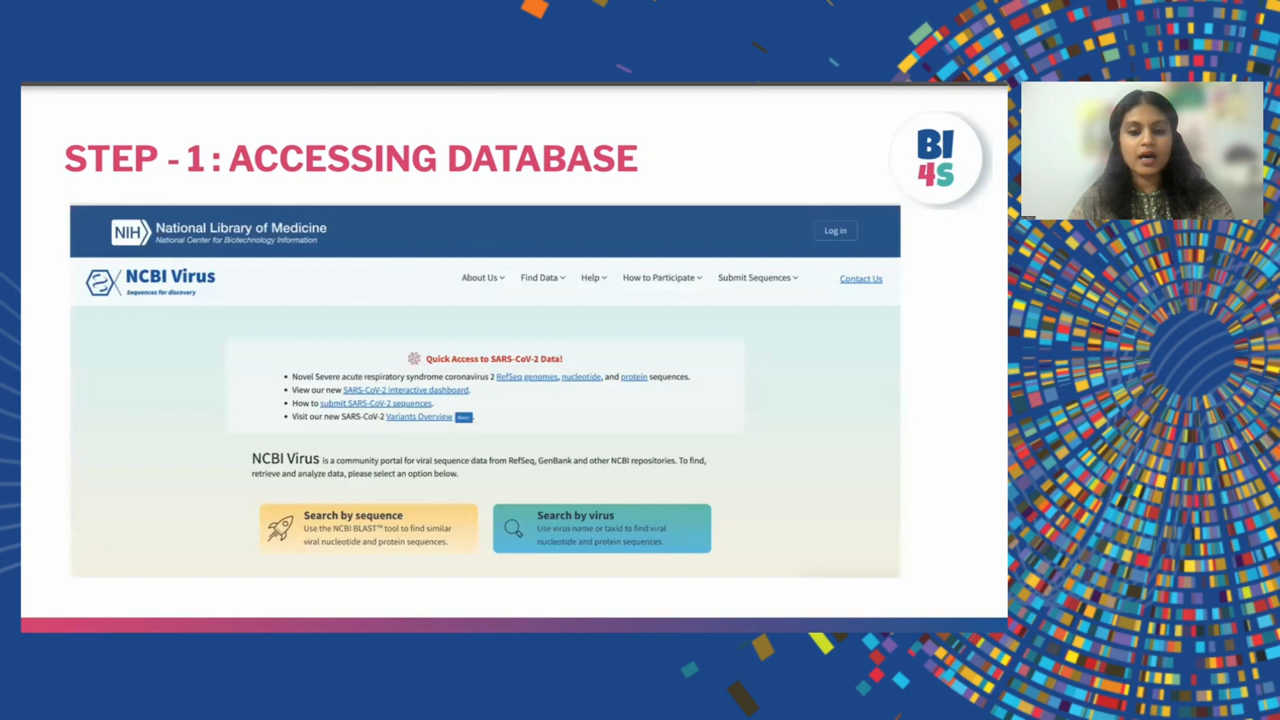 STEP - 1 : ACCESSING DATABASE
BI
4S
NIH National Library of Medicine
National Center for Biotechnology Information
Log in
NCBI Virus
Sequences for discovery
About Us
Find Data
Help
How to Participate
Submit Sequences
Contact Us
Quick Access to SARS-CoV-2 Data!
• Novel Severe acute respiratory syndrome coronavirus 2 RefSeq genomes, nucleotide, and protein sequences.
• View our new SARS-CoV-2 interactive dashboard.
• How to submit SARS-CoV-2 sequences.
• Visit our new SARS-CoV-2 Variants Overview
NCBI Virus is a community portal for viral sequence data from RefSeq, GenBank and other NCBI repositories. To find,
retrieve and analyze data, please select an option below.
Search by sequence
Use the NCBI BLAST™ tool to find similar
viral nucleotide and protein sequences.
Search by virus
Use virus name or taxid to find viral
nucleotide and protein sequences.